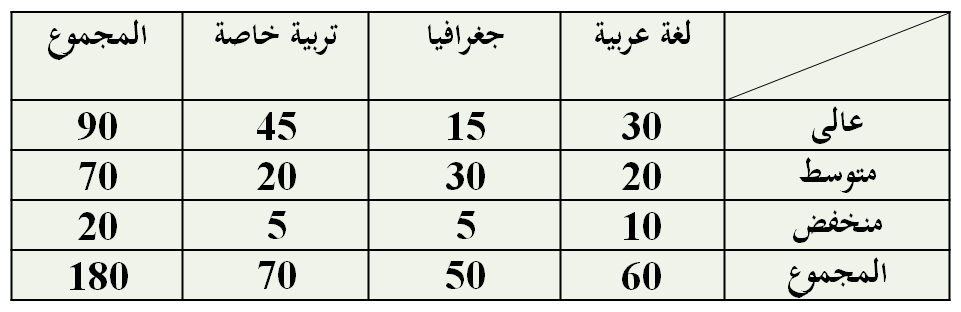 لغة عربية جغرافيا تربية خاصة المجموع
عالى 30 15 45 90
متوسط 20 30 20 70
منخفض 10 5 5 20
المجموع 60 50 70 180